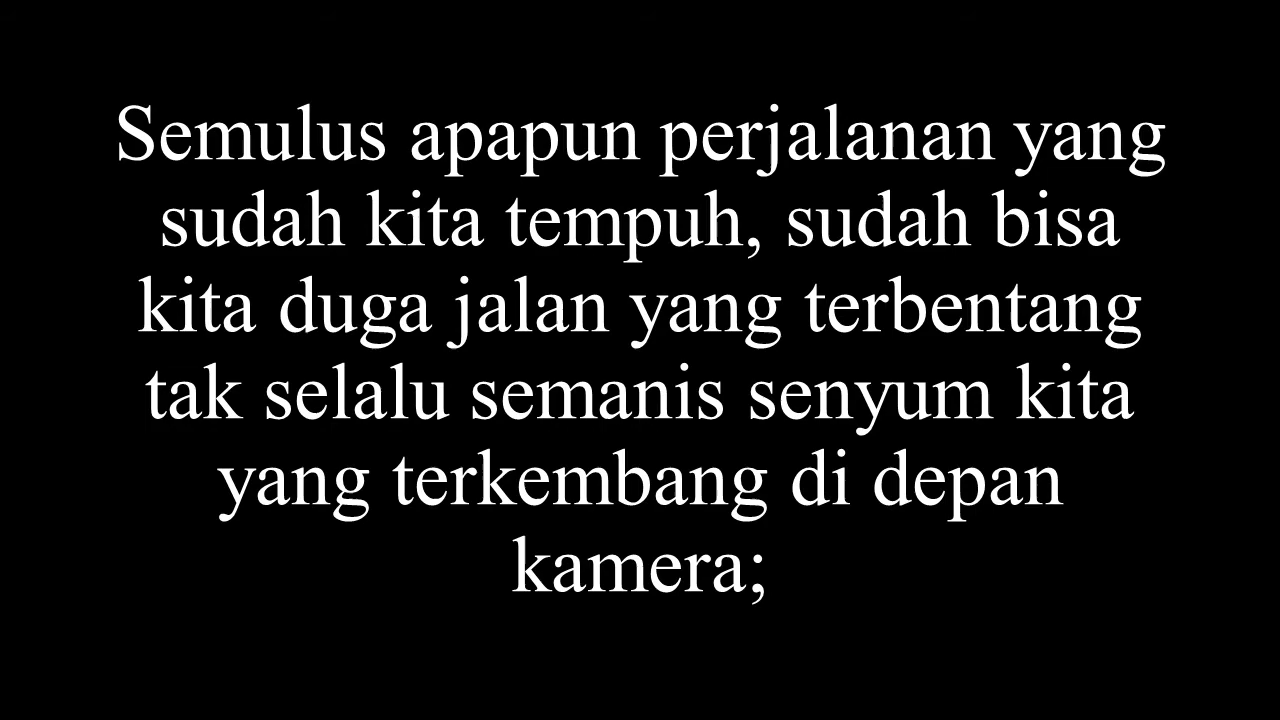 Semulus apapun perjalanan yang
sudah kita tempuh, sudah bisa
kita duga jalan yang terbentang
tak selalu semanis senyum kita
yang terkembang di depan
kamera;